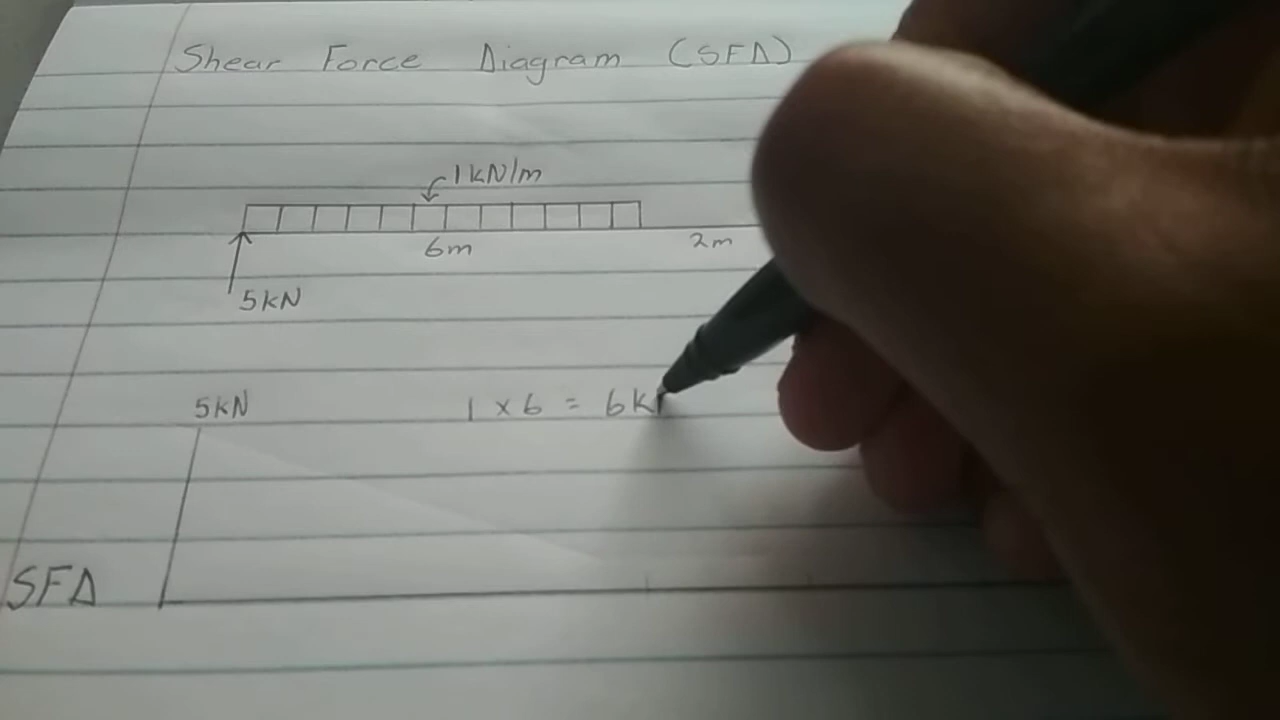 Shear Force Diagram (SFD)
1kN/m
6m 2m
5kN
5kN 1 x 6 = 6k
SFD